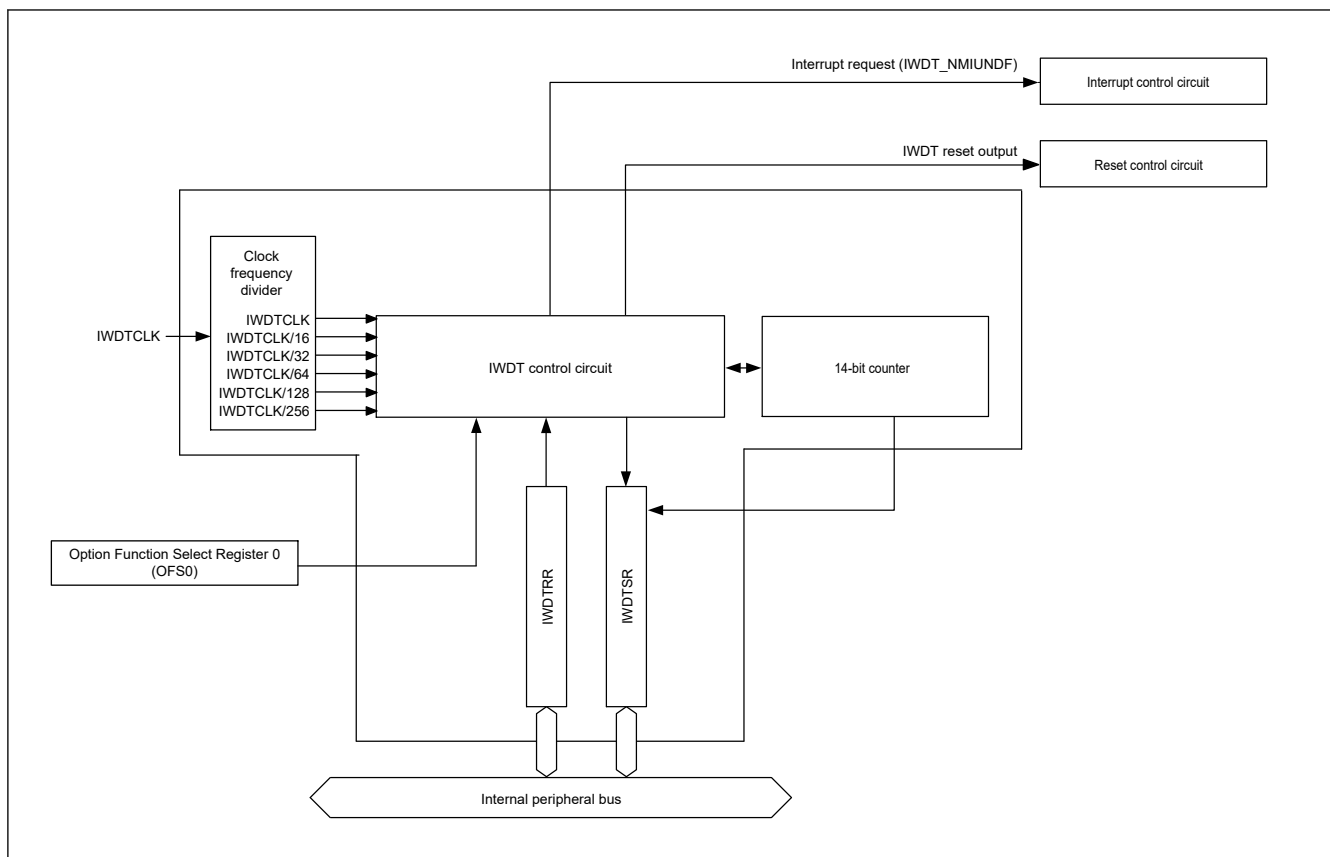 Interrupt request (IWDT_NMIUNDF)
Interrupt control circuit
IWDT reset output
Reset control circuit
Clock
frequency
divider
IWDTCLK
IWDTCLK
IWDTCLK/16
IWDTCLK/32
IWDTCLK/64
IWDTCLK/128
IWDTCLK/256
IWDT control circuit
14-bit counter
Option Function Select Register 0
(OFS0)
IWDTRR
IWDTSR
Internal peripheral bus